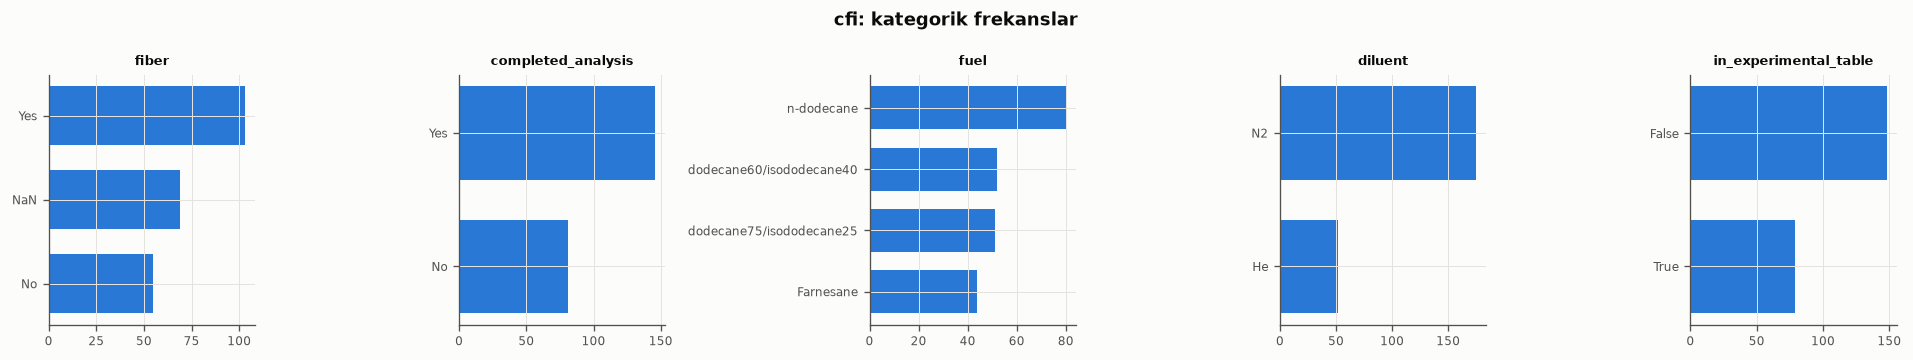 cfi: kategorik frekanslar
fiber
Yes
NaN
No
0 25 50 75 100
completed_analysis
Yes
No
0 50 100 150
fuel
n-dodecane
dodecane60/isododecane40
dodecane75/isododecane25
Farnesane
0 20 40 60 80
diluent
N2
He
0 50 100 150
in_experimental_table
False
True
0 50 100 150